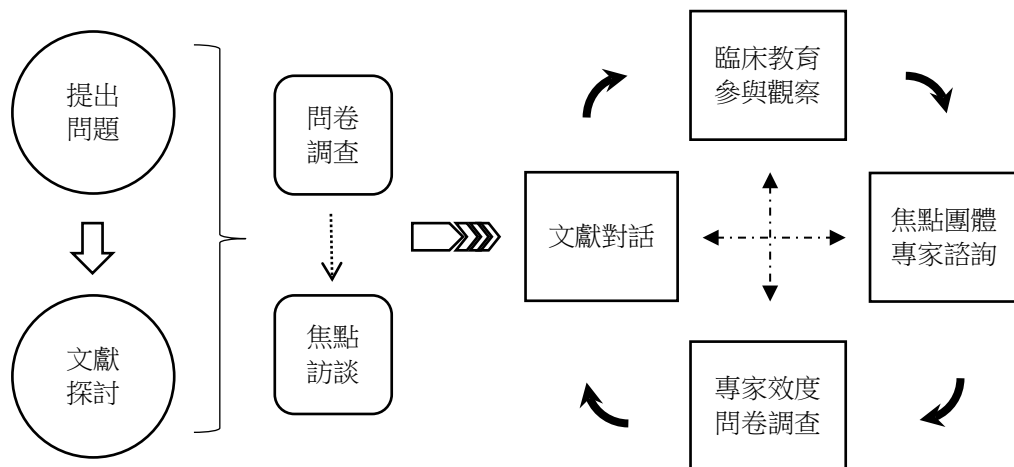 提出
問題
文獻
探討
問卷
調查
焦點
訪談
文獻對話
臨床教育
參與觀察
焦點團體
專家諮詢
專家效度
問卷調查